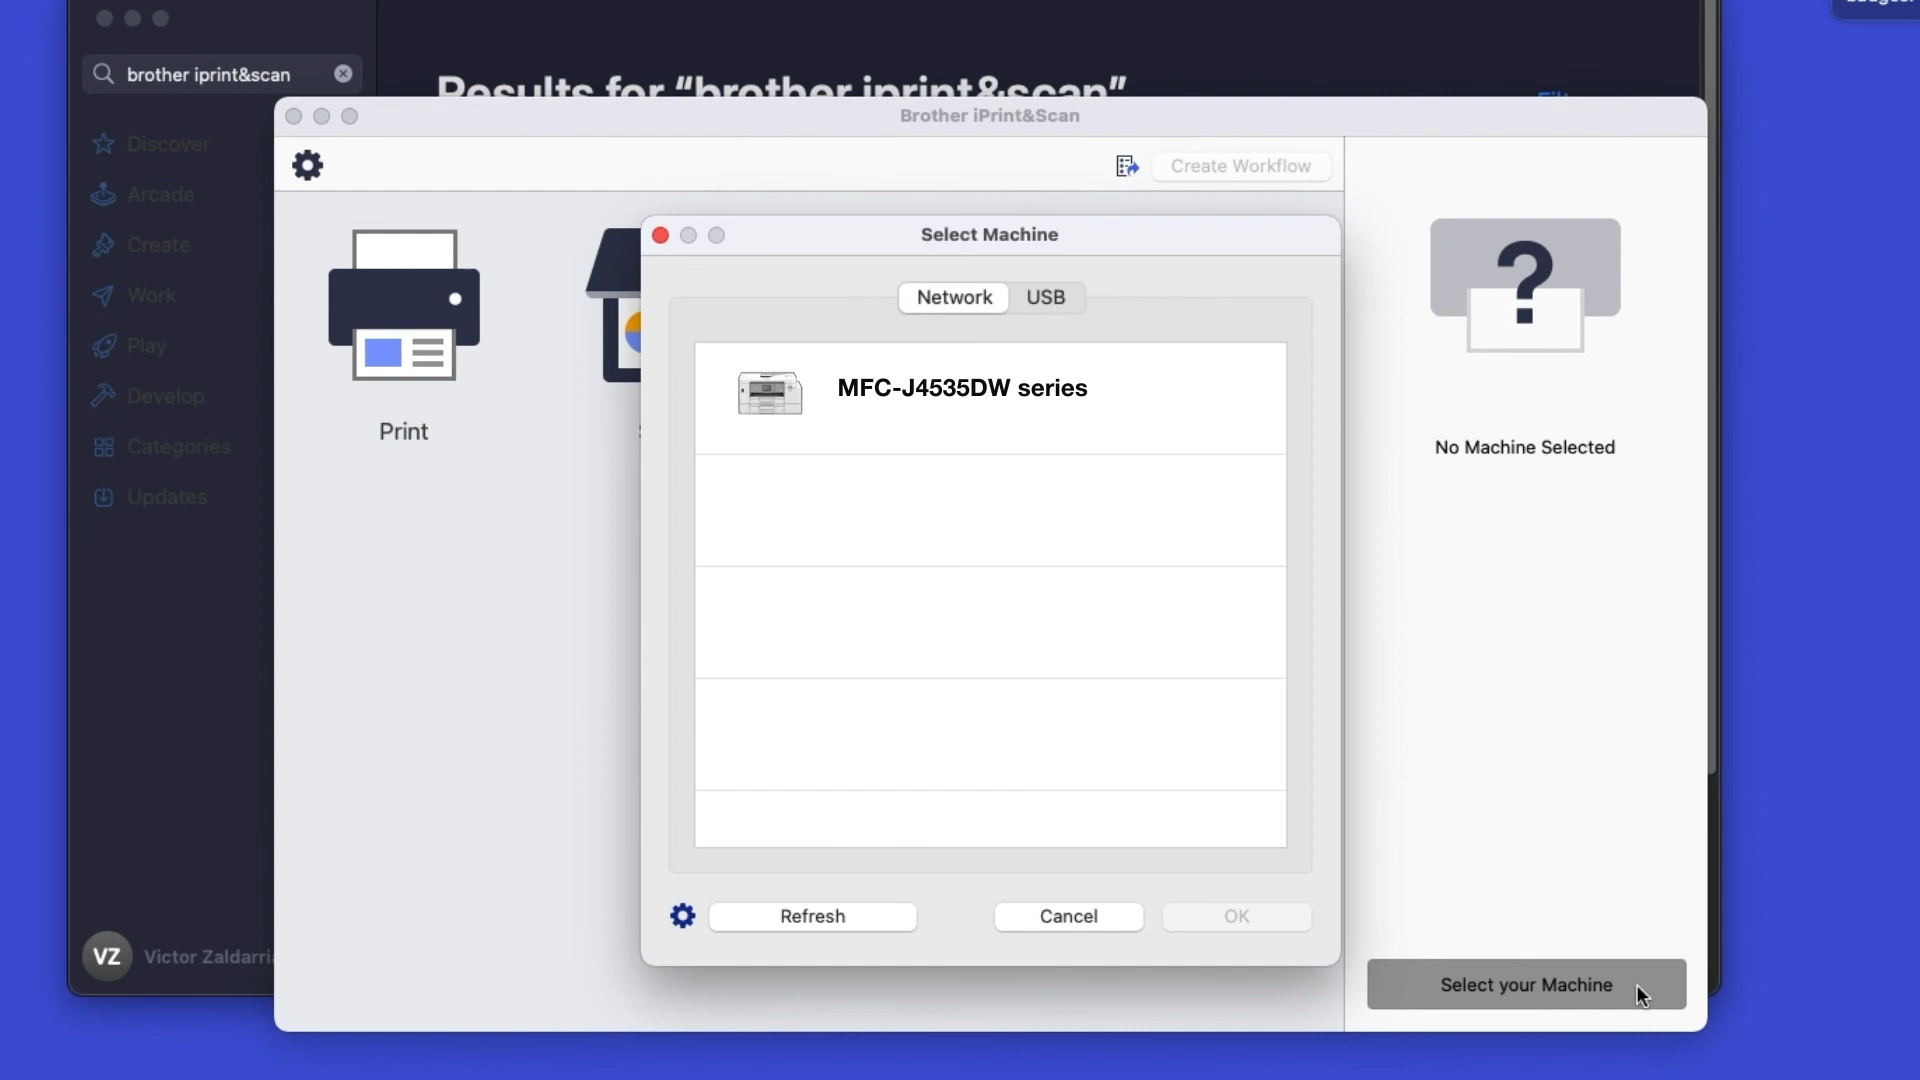 brother iprint&scan
Results for “brother iprint&scan”
Brother iPrint&Scan
Discover
Create Workflow
Arcade
Select Machine
Create
Network
USB
Work
Play
MFC-J4535DW series
Develop
Print
Categories
No Machine Selected
Updates
Refresh
Cancel
OK
VZ
Victor Zaldarri
Select your Machine